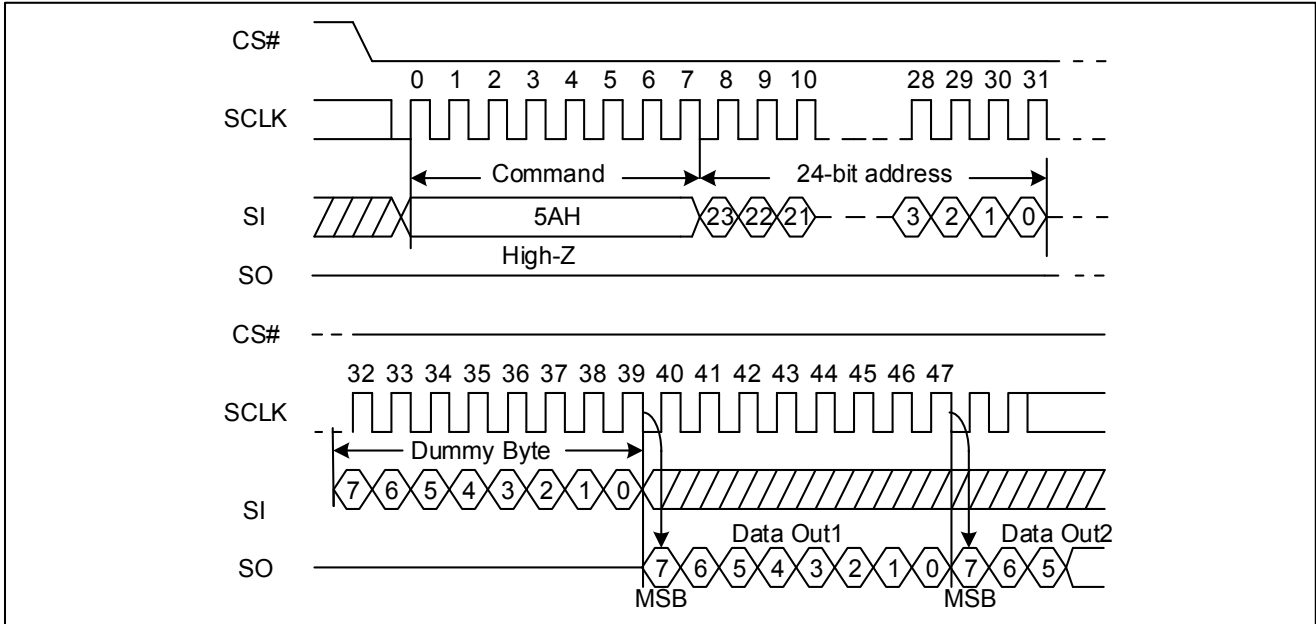 CS#
0 1 2 3 4 5 6 7 8 9 10 28 29 30 31
SCLK
Command 24-bit address
SI 5AH 23 22 21 3 2 1 0
High-Z
SO
CS#
32 33 34 35 36 37 38 39 40 41 42 43 44 45 46 47
SCLK
Dummy Byte
SI 7 6 5 4 3 2 1 0
Data Out1 Data Out2
SO 7 6 5 4 3 2 1 0 7 6 5
MSB MSB